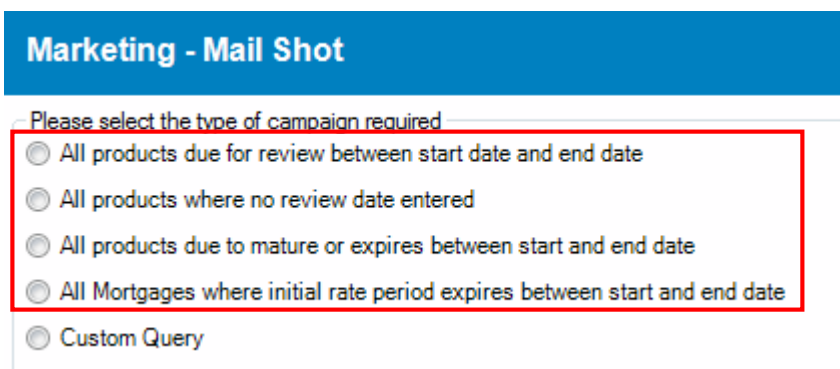 Marketing - Mail Shot
Please select the type of campaign required
All products due for review between start date and end date
All products where no review date entered
All products due to mature or expires between start and end date
All Mortgages where initial rate period expires between start and end date
Custom Query